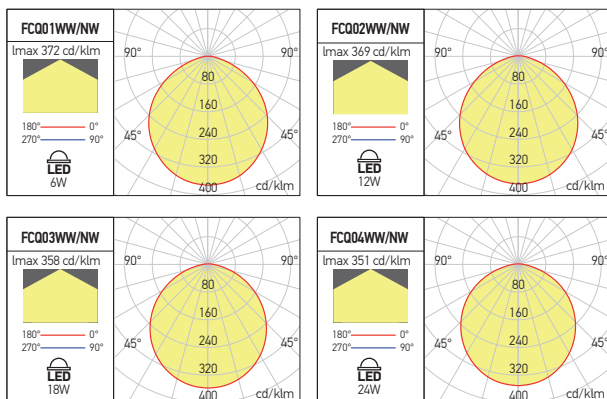 FCQ01WW/NW
lmax 372 cd/klm
180° 0°
270° 90°
LED
6W
90° 90°
80
160
45° 240 45°
320
400 cd/klm
FCQ02WW/NW
lmax 369 cd/klm
180° 0°
270° 90°
LED
12W
90° 90°
80
160
45° 240 45°
320
400 cd/klm
FCQ03WW/NW
lmax 358 cd/klm
180° 0°
270° 90°
LED
18W
90° 90°
80
160
45° 240 45°
320
400 cd/klm
FCQ04WW/NW
lmax 351 cd/klm
180° 0°
270° 90°
LED
24W
90° 90°
80
160
45° 240 45°
320
400 cd/klm